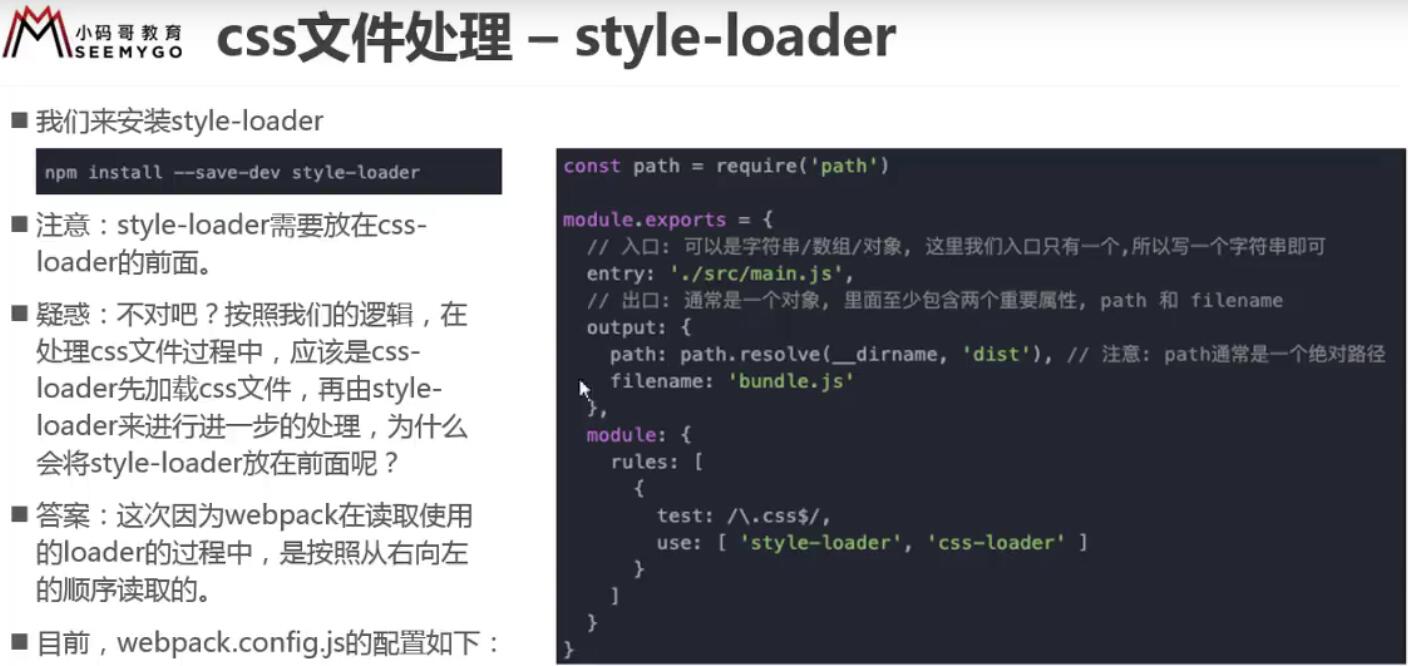 小码哥教育
SEEMYGO
css文件处理 – style-loader
■ 我们来安装style-loader
npm install --save-dev style-loader
■ 注意：style-loader需要放在css-
loader的前面。
■ 疑惑：不对吧？按照我们的逻辑，在
处理css文件过程中，应该是css-
loader先加载css文件，再由style-
loader来进行进一步的处理，为什么
会将style-loader放在前面呢？
■ 答案：这次因为webpack在读取使用
的loader的过程中，是按照从右向左
的顺序读取的。
■ 目前，webpack.config.js的配置如下：
const path = require('path')
module.exports = {
// 入口: 可以是字符串/数组/对象, 这里我们入口只有一个,所以写一个字符串即可
entry: './src/main.js',
// 出口: 通常是一个对象, 里面至少包含两个重要属性, path 和 filename
output: {
path: path.resolve(__dirname, 'dist'), // 注意: path通常是一个绝对路径
filename: 'bundle.js'
},
module: {
rules: [
{
test: /\.css$/,
use: [ 'style-loader', 'css-loader' ]
}
]
}
}